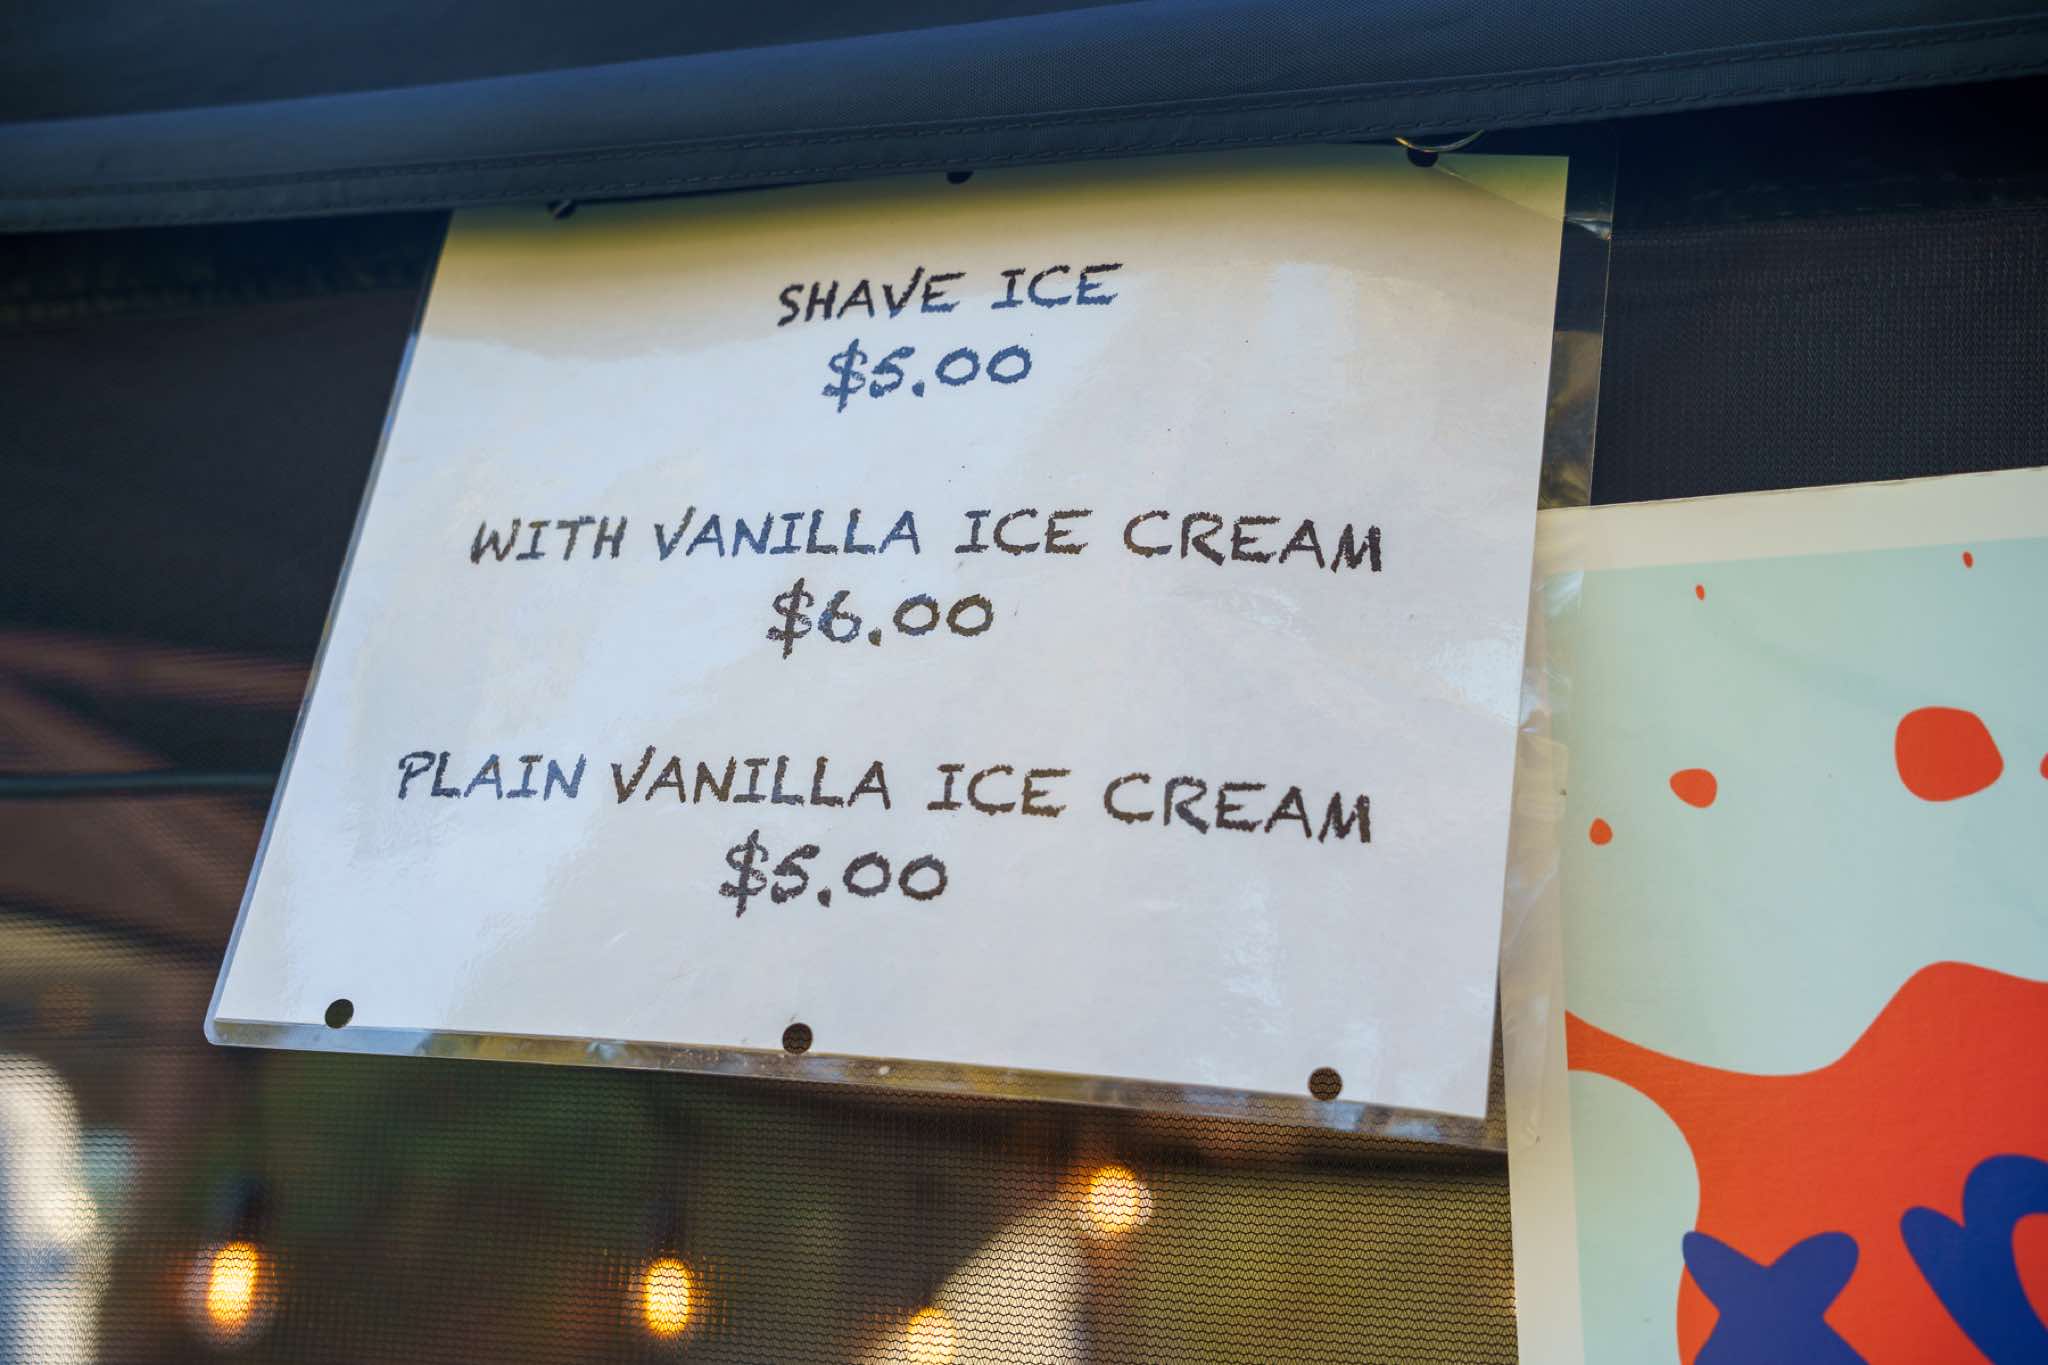 SHAVE ICE
$5.00
WITH VANILLA ICE CREAM
$6.00
PLAIN VANILLA ICE CREAM
$5.00